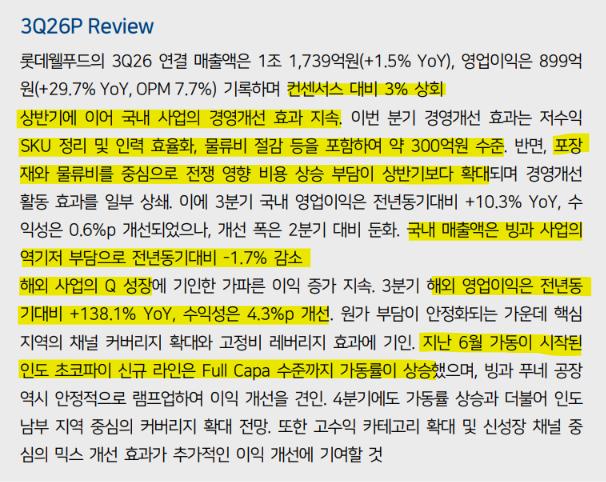 3Q26P Review
롯데웰푸드의 3Q26 연결 매출액은 1조 1,739억원(+1.5% YoY), 영업이익은 899억
원(+29.7% YoY, OPM 7.7%) 기록하며 컨센서스 대비 3% 상회
상반기에 이어 국내 사업의 경영개선 효과 지속. 이번 분기 경영개선 효과는 저수익
SKU 정리 및 인력 효율화, 물류비 절감 등을 포함하여 약 300억원 수준. 반면, 포장
재와 물류비를 중심으로 전쟁 영향 비용 상승 부담이 상반기보다 확대되며 경영개선
활동 효과를 일부 상쇄. 이에 3분기 국내 영업이익은 전년동기대비 +10.3% YoY, 수
익성은 0.6%p 개선되었으나, 개선 폭은 2분기 대비 둔화. 국내 매출액은 빙과 사업의
역기저 부담으로 전년동기대비 -1.7% 감소
해외 사업의 Q 성장에 기인한 가파른 이익 증가 지속. 3분기 해외 영업이익은 전년동
기대비 +138.1% YoY, 수익성은 4.3%p 개선. 원가 부담이 안정화되는 가운데 핵심
지역의 채널 커버리지 확대와 고정비 레버리지 효과에 기인. 지난 6월 가동이 시작된
인도 초코파이 신규 라인은 Full Capa 수준까지 가동률이 상승했으며, 빙과 푸네 공장
역시 안정적으로 램프업하여 이익 개선을 견인. 4분기에도 가동률 상승과 더불어 인도
남부 지역 중심의 커버리지 확대 전망. 또한 고수익 카테고리 확대 및 신성장 채널 중
심의 믹스 개선 효과가 추가적인 이익 개선에 기여할 것